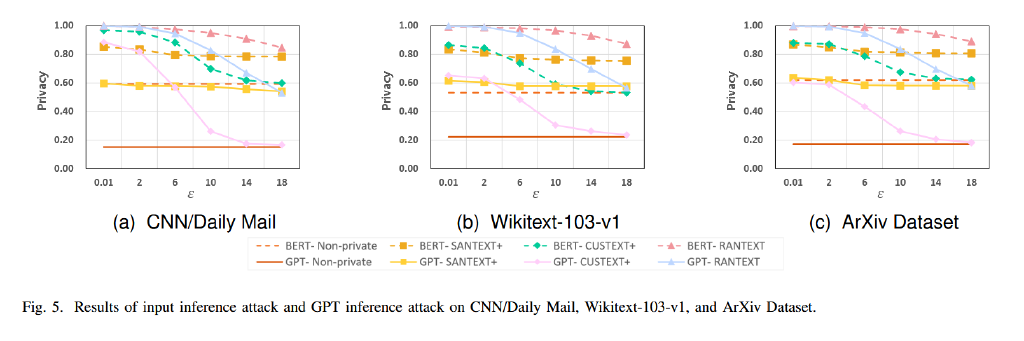 1.00
0.80
0.60
0.40
0.20
0.00
Privacy
0.01 2 6 10 14 18
ε
(a) CNN/Daily Mail
1.00
0.80
0.60
0.40
0.20
0.00
Privacy
0.01 2 6 10 14 18
ε
(b) Wikitext-103-v1
1.00
0.80
0.60
0.40
0.20
0.00
Privacy
0.01 2 6 10 14 18
ε
(c) ArXiv Dataset
BERT- Non-private BERT- SANTEXT+ BERT- CUSTEXT+ BERT- RANTEXT
GPT- Non-private GPT- SANTEXT+ GPT- CUSTEXT+ GPT- RANTEXT
Fig. 5. Results of input inference attack and GPT inference attack on CNN/Daily Mail, Wikitext-103-v1, and ArXiv Dataset.